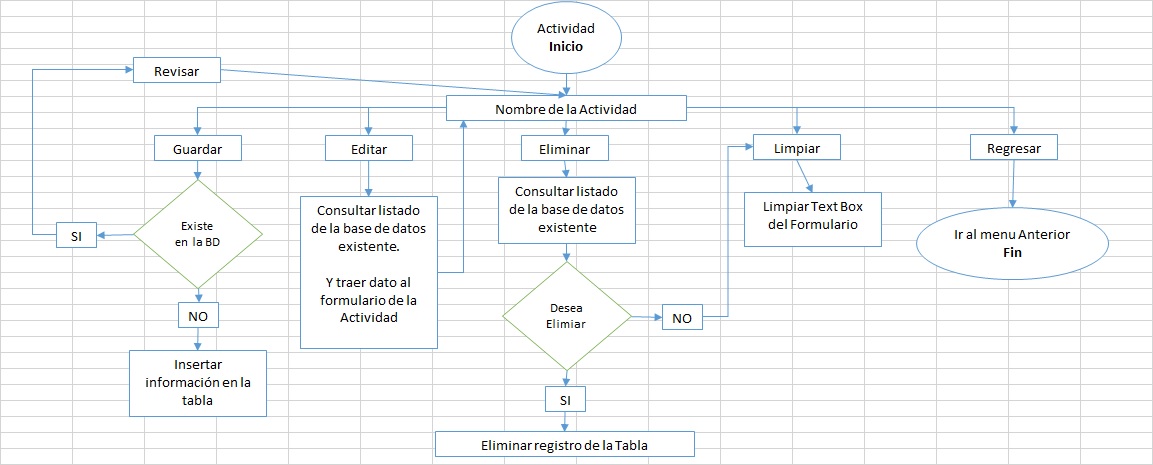 Actividad
Inicio
Revisar
Nombre de la Actividad
Guardar
Editar
Eliminar
Limpiar
Regresar
Existe
en la BD
SI
NO
Insertar
información en la
tabla
Consultar listado
de la base de datos
existente.
Y traer dato al
formulario de la
Actividad
Consultar listado
de la base de datos
existente
Desea
Elimiar
NO
SI
Eliminar registro de la Tabla
Limpiar Text Box
del Formulario
Ir al menu Anterior
Fin